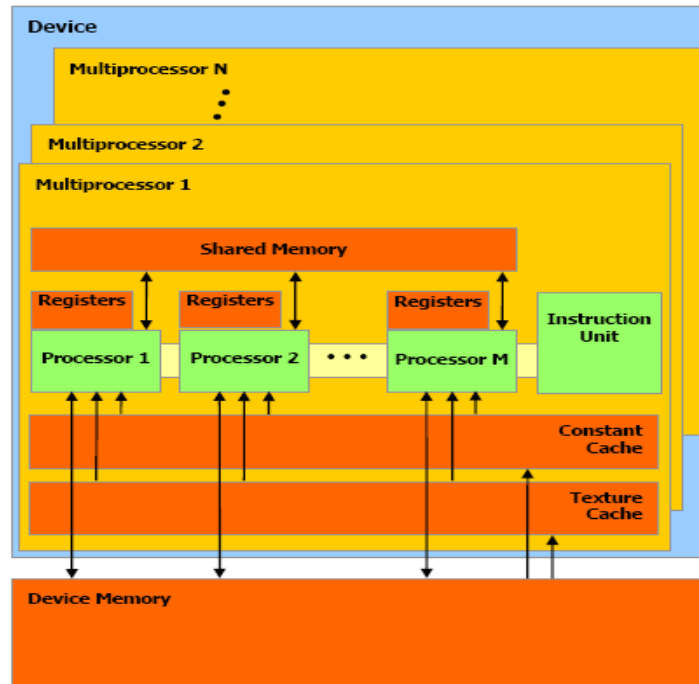 Device
Multiprocessor N
Multiprocessor 2
Multiprocessor 1
Shared Memory
Registers
Registers
Registers
Instruction
Unit
Processor 1
Processor 2
Processor M
Constant
Cache
Texture
Cache
Device Memory